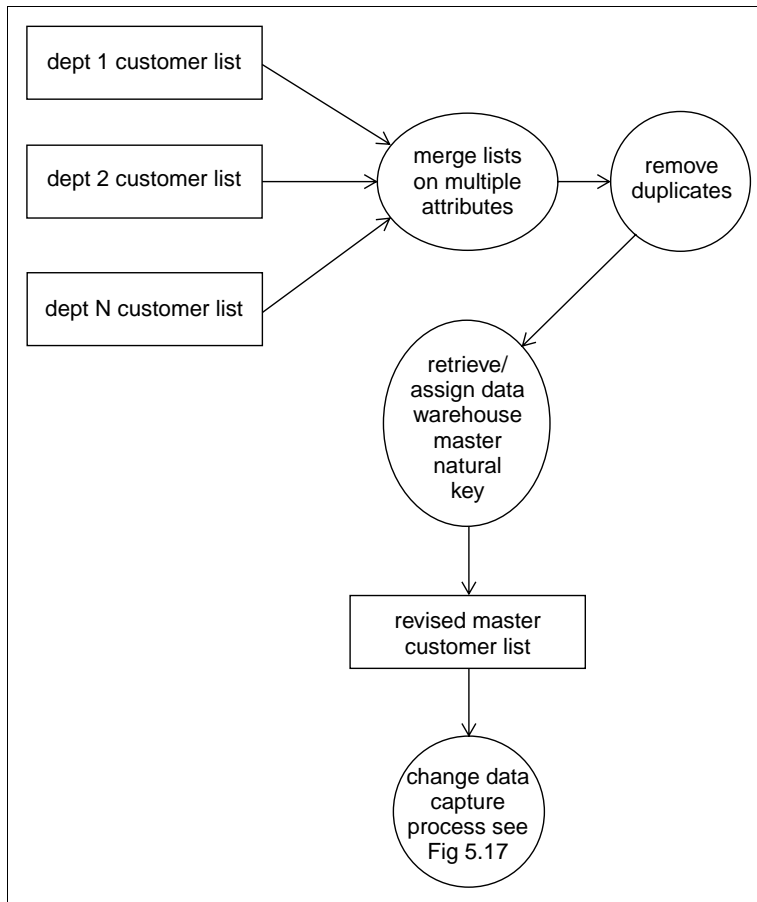 dept 1 customer list
dept 2 customer list
dept N customer list
merge lists
on multiple
attributes
remove
duplicates
retrieve/
assign data
warehouse
master
natural
key
revised master
customer list
change data
capture
process see
Fig 5.17